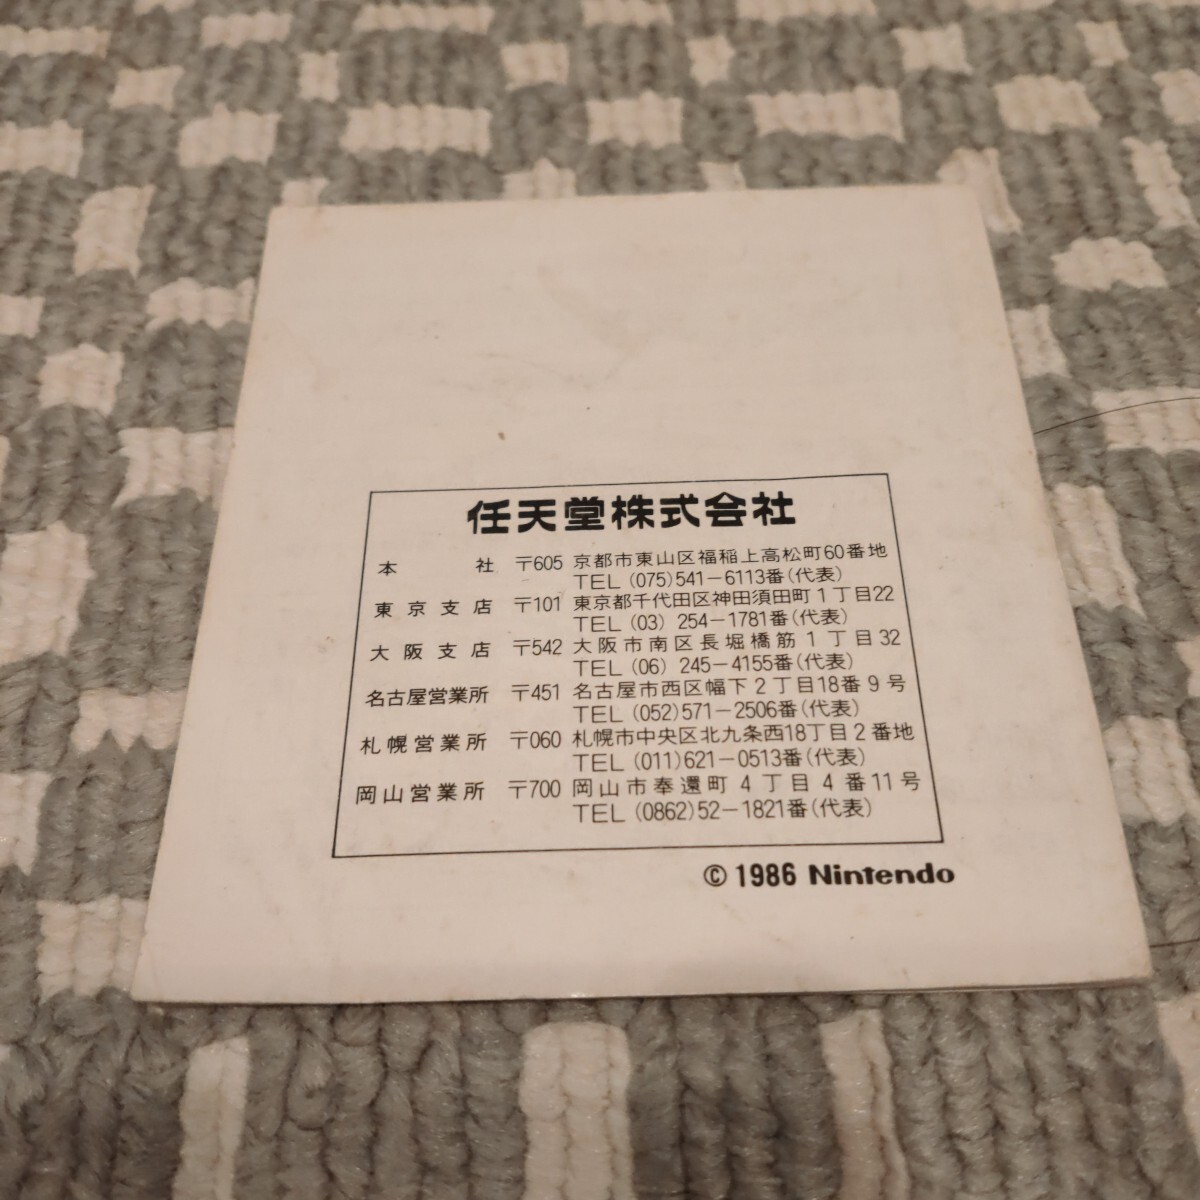 任天堂株式会社
本社 〒605 京都市東山区福稲上高松町60番地
TEL (075)541-6113番(代表)
東京支店 〒101 東京都千代田区神田須田町1丁目22
TEL (03) 254-1781番(代表)
大阪支店 〒542 大阪市南区長堀橋筋1丁目32
TEL (06) 245-4155番(代表)
名古屋営業所 〒451 名古屋市西区幅下2丁目18番9号
TEL (052)571-2506番(代表)
札幌営業所 〒060 札幌市中央区北九条西18丁目2番地
TEL (011)621-0513番(代表)
岡山営業所 〒700 岡山市奉還町4丁目4番11号
TEL (0862)52-1821番(代表)
© 1986 Nintendo